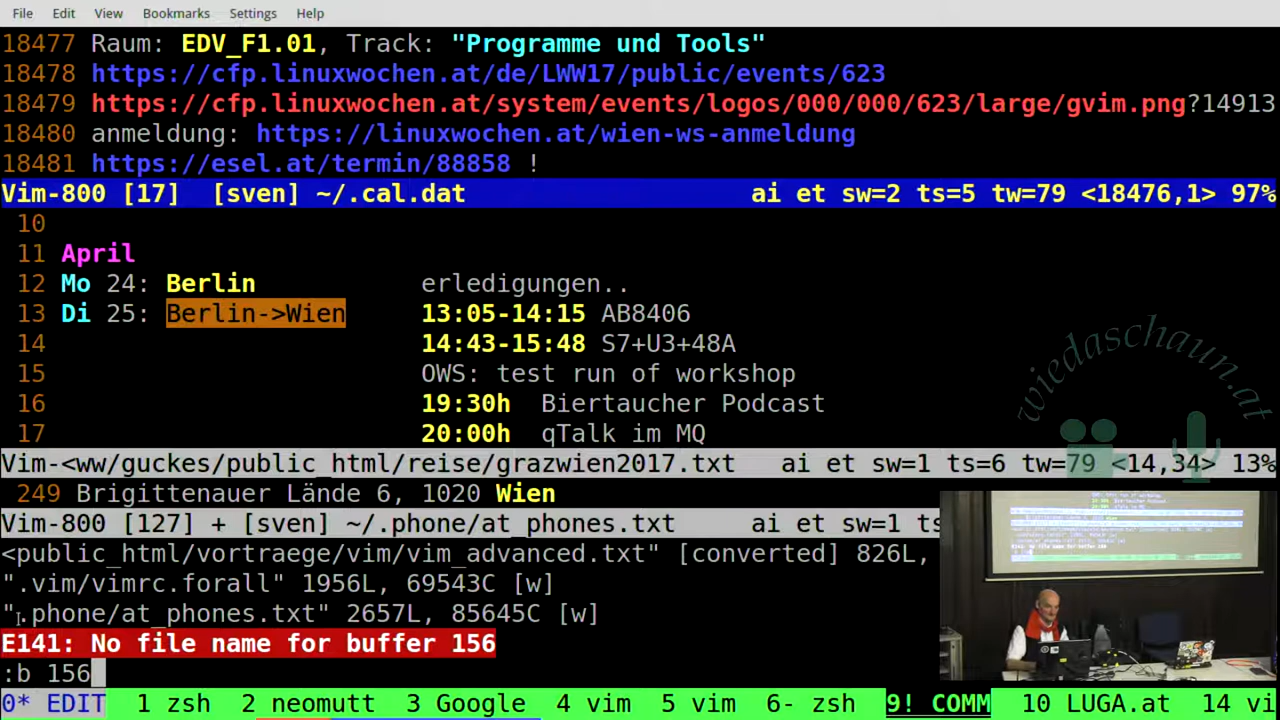 File Edit View Bookmarks Settings Help
18477 Raum: EDV_F1.01, Track: "Programme und Tools"
18478 https://cfp.linuxwochen.at/de/LWW17/public/events/623
18479 https://cfp.linuxwochen.at/system/events/logos/000/000/623/large/gvim.png?14913
18480 anmeldung: https://linuxwochen.at/wien-ws-anmeldung
18481 https://esel.at/termin/88858 !
Vim-800 [17] [sven] ~/.cal.dat ai et sw=2 ts=5 tw=79 <18476,1> 97%
10
11 April
12 Mo 24: Berlin erledigungen..
13 Di 25: Berlin->Wien 13:05-14:15 AB8406
14 14:43-15:48 S7+U3+48A
15 OWS: test run of workshop
16 19:30h Biertaucher Podcast
17 20:00h qTalk im MQ
wiedaschaun.at
Vim-<ww/guckes/public_html/reise/grazwien2017.txt ai et sw=1 ts=6 tw=79 <14,34> 13%
249 Brigittenauer Lände 6, 1020 Wien
Vim-800 [127] + [sven] ~/.phone/at_phones.txt ai et sw=1 ts
<public_html/vortraege/vim/vim_advanced.txt" [converted] 826L,
".vim/vimrc.forall" 1956L, 69543C [w]
".phone/at_phones.txt" 2657L, 85645C [w]
E141: No file name for buffer 156
:b 156
0* EDIT 1 zsh 2 neomutt 3 Google 4 vim 5 vim 6- zsh 9! COMM 10 LUGA.at 14 vi